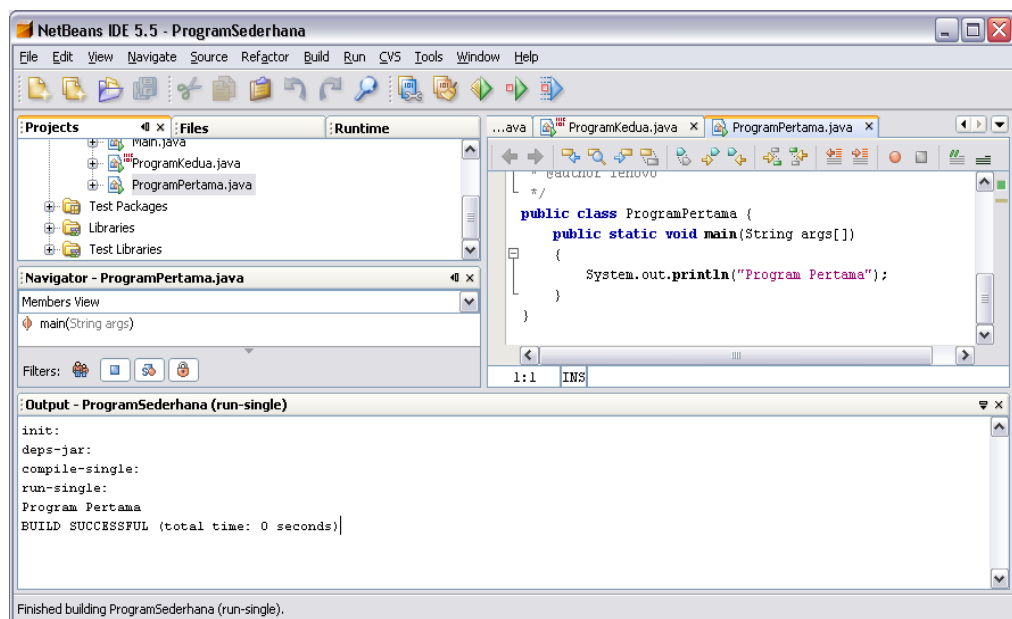 NetBeans IDE 5.5 - ProgramSederhana
File Edit View Navigate Source Refactor Build Run CVS Tools Window Help
Projects Files Runtime
Main.java
ProgramKedua.java
ProgramPertama.java
Test Packages
Libraries
Test Libraries
Navigator - ProgramPertama.java
Members View
main(String args)
Filters:
...ava ProgramKedua.java ProgramPertama.java
* @author lenovo
*/
public class ProgramPertama {
public static void main(String args[])
{
System.out.println("Program Pertama");
}
}
1:1 INS
Output - ProgramSederhana (run-single)
init:
deps-jar:
compile-single:
run-single:
Program Pertama
BUILD SUCCESSFUL (total time: 0 seconds)
Finished building ProgramSederhana (run-single).